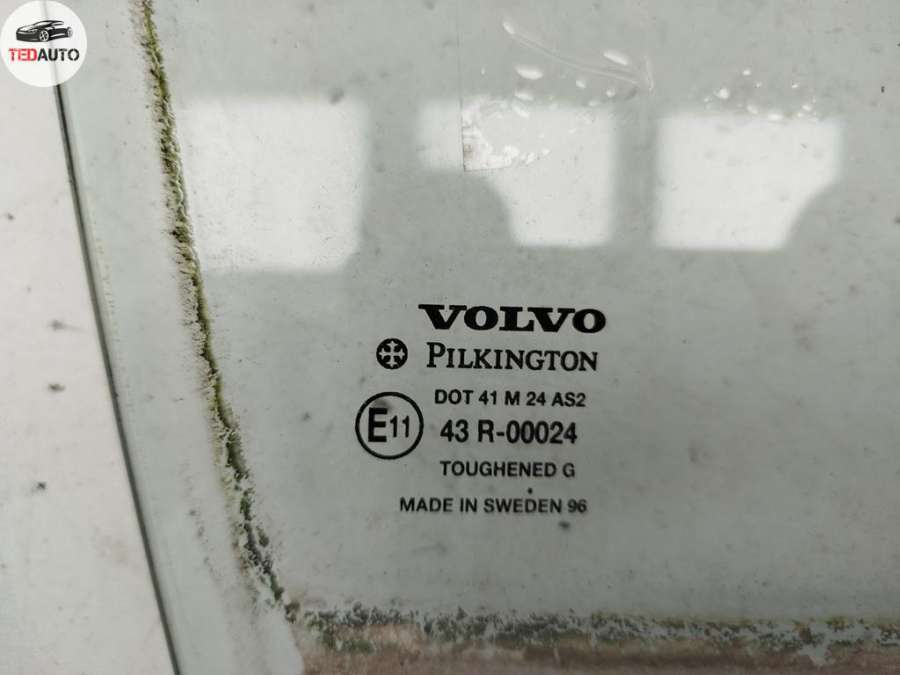 TEDAUTO
VOLVO
PILKINGTON
DOT 41 M 24 AS2
E11 43 R-00024
TOUGHENED G
MADE IN SWEDEN 96